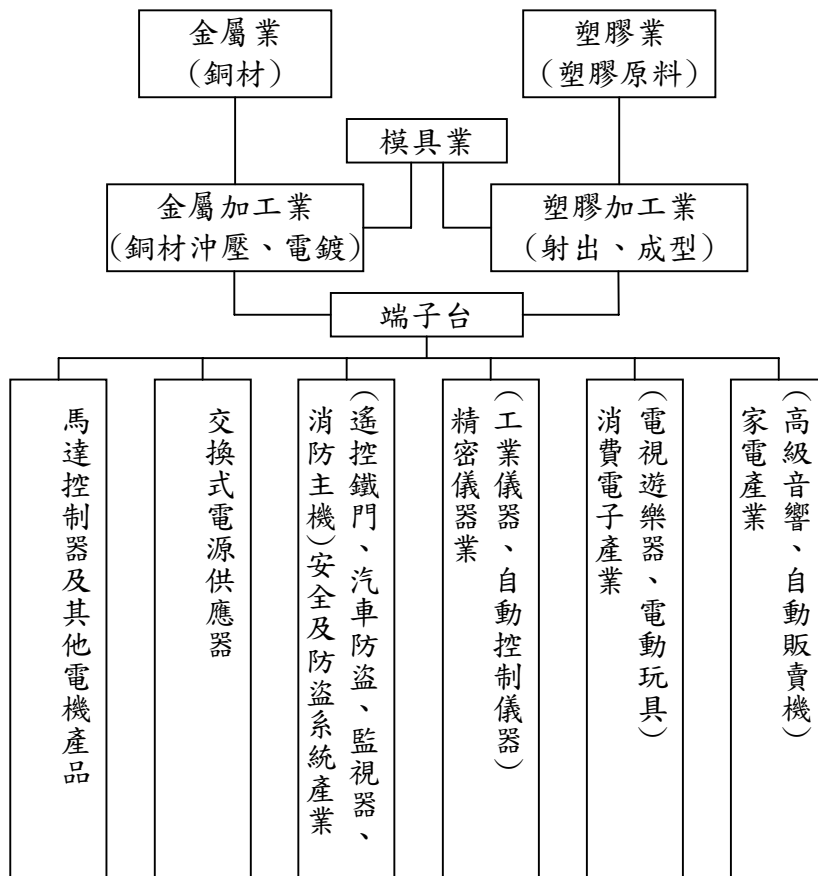 金屬業
(銅材)
塑膠業
(塑膠原料)
模具業
金屬加工業
(銅材沖壓、電鍍)
塑膠加工業
(射出、成型)
端子台
馬達控制器及其他電機產品
交換式電源供應器
(遙控鐵門、汽車防盜、監視器、
消防主機)安全及防盜系統產業
(工業儀器、自動控制儀器)
精密儀器業
(電視遊樂器、電動玩具)
消費電子產業
(高級音響、自動販賣機)
家電產業